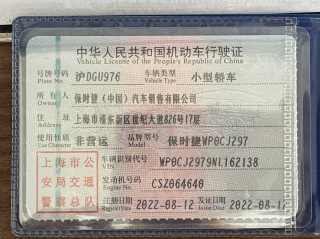 中华人民共和国机动车行驶证
Vehicle License of the People's Republic of China
号牌号码 沪DGU976 车辆类型 小型轿车
Plate No. Vehicle Type
所有人 保时捷(中国)汽车销售有限公司
Owner
住址 上海市浦东新区世纪大道826号17层
Address
使用性质 非营运 品牌型号 保时捷WP0CJ297
Use Character Model
上海市公安局交通警察总队
车辆识别代号 WP0CJ2979NL162138
VIN
发动机号码 CSZ064640
Engine No.
注册日期 2022-08-12 发证日期 2022-08-12
Register Date Issue Date